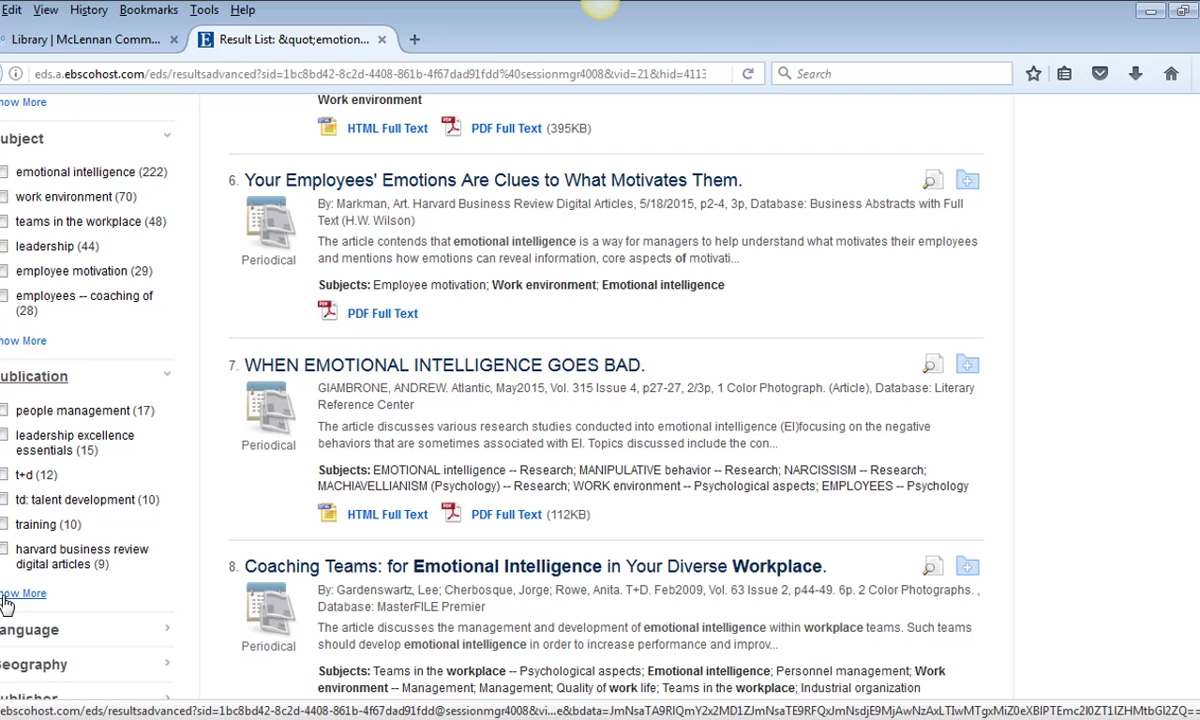 Edit View History Bookmarks Tools Help
Library | McLennan Comm... × Result List: &quot;emotion... × +
eds.a.ebscohost.com/eds/resultsadvanced?sid=1bc8bd42-8c2d-4408-861b-4f67dad91fdd%40sessionmgr4008&vid=21&hid=4113 Search
how More
ubject
emotional intelligence (222)
work environment (70)
teams in the workplace (48)
leadership (44)
employee motivation (29)
employees -- coaching of
(28)
how More
ublication
people management (17)
leadership excellence
essentials (15)
t+d (12)
td: talent development (10)
training (10)
harvard business review
digital articles (9)
how More
anguage
eography
ublisher
Work environment
HTML Full Text PDF Full Text (395KB)
6. Your Employees' Emotions Are Clues to What Motivates Them.
By: Markman, Art. Harvard Business Review Digital Articles, 5/18/2015, p2-4, 3p, Database: Business Abstracts with Full
Text (H.W. Wilson)
Periodical
The article contends that emotional intelligence is a way for managers to help understand what motivates their employees
and mentions how emotions can reveal information, core aspects of motivati...
Subjects: Employee motivation; Work environment; Emotional intelligence
PDF Full Text
7. WHEN EMOTIONAL INTELLIGENCE GOES BAD.
GIAMBRONE, ANDREW. Atlantic, May2015, Vol. 315 Issue 4, p27-27, 2/3p, 1 Color Photograph. (Article), Database: Literary
Reference Center
Periodical
The article discusses various research studies conducted into emotional intelligence (EI)focusing on the negative
behaviors that are sometimes associated with EI. Topics discussed include the con...
Subjects: EMOTIONAL intelligence -- Research; MANIPULATIVE behavior -- Research; NARCISSISM -- Research;
MACHIAVELLIANISM (Psychology) -- Research; WORK environment -- Psychological aspects; EMPLOYEES -- Psychology
HTML Full Text PDF Full Text (112KB)
8. Coaching Teams: for Emotional Intelligence in Your Diverse Workplace.
By: Gardenswartz, Lee; Cherbosque, Jorge; Rowe, Anita. T+D. Feb2009, Vol. 63 Issue 2, p44-49. 6p. 2 Color Photographs. ,
Database: MasterFILE Premier
Periodical
The article discusses the management and development of emotional intelligence within workplace teams. Such teams
should develop emotional intelligence in order to increase performance and improv...
Subjects: Teams in the workplace -- Psychological aspects; Emotional intelligence; Personnel management; Work
environment -- Management; Management; Quality of work life; Teams in the workplace; Industrial organization